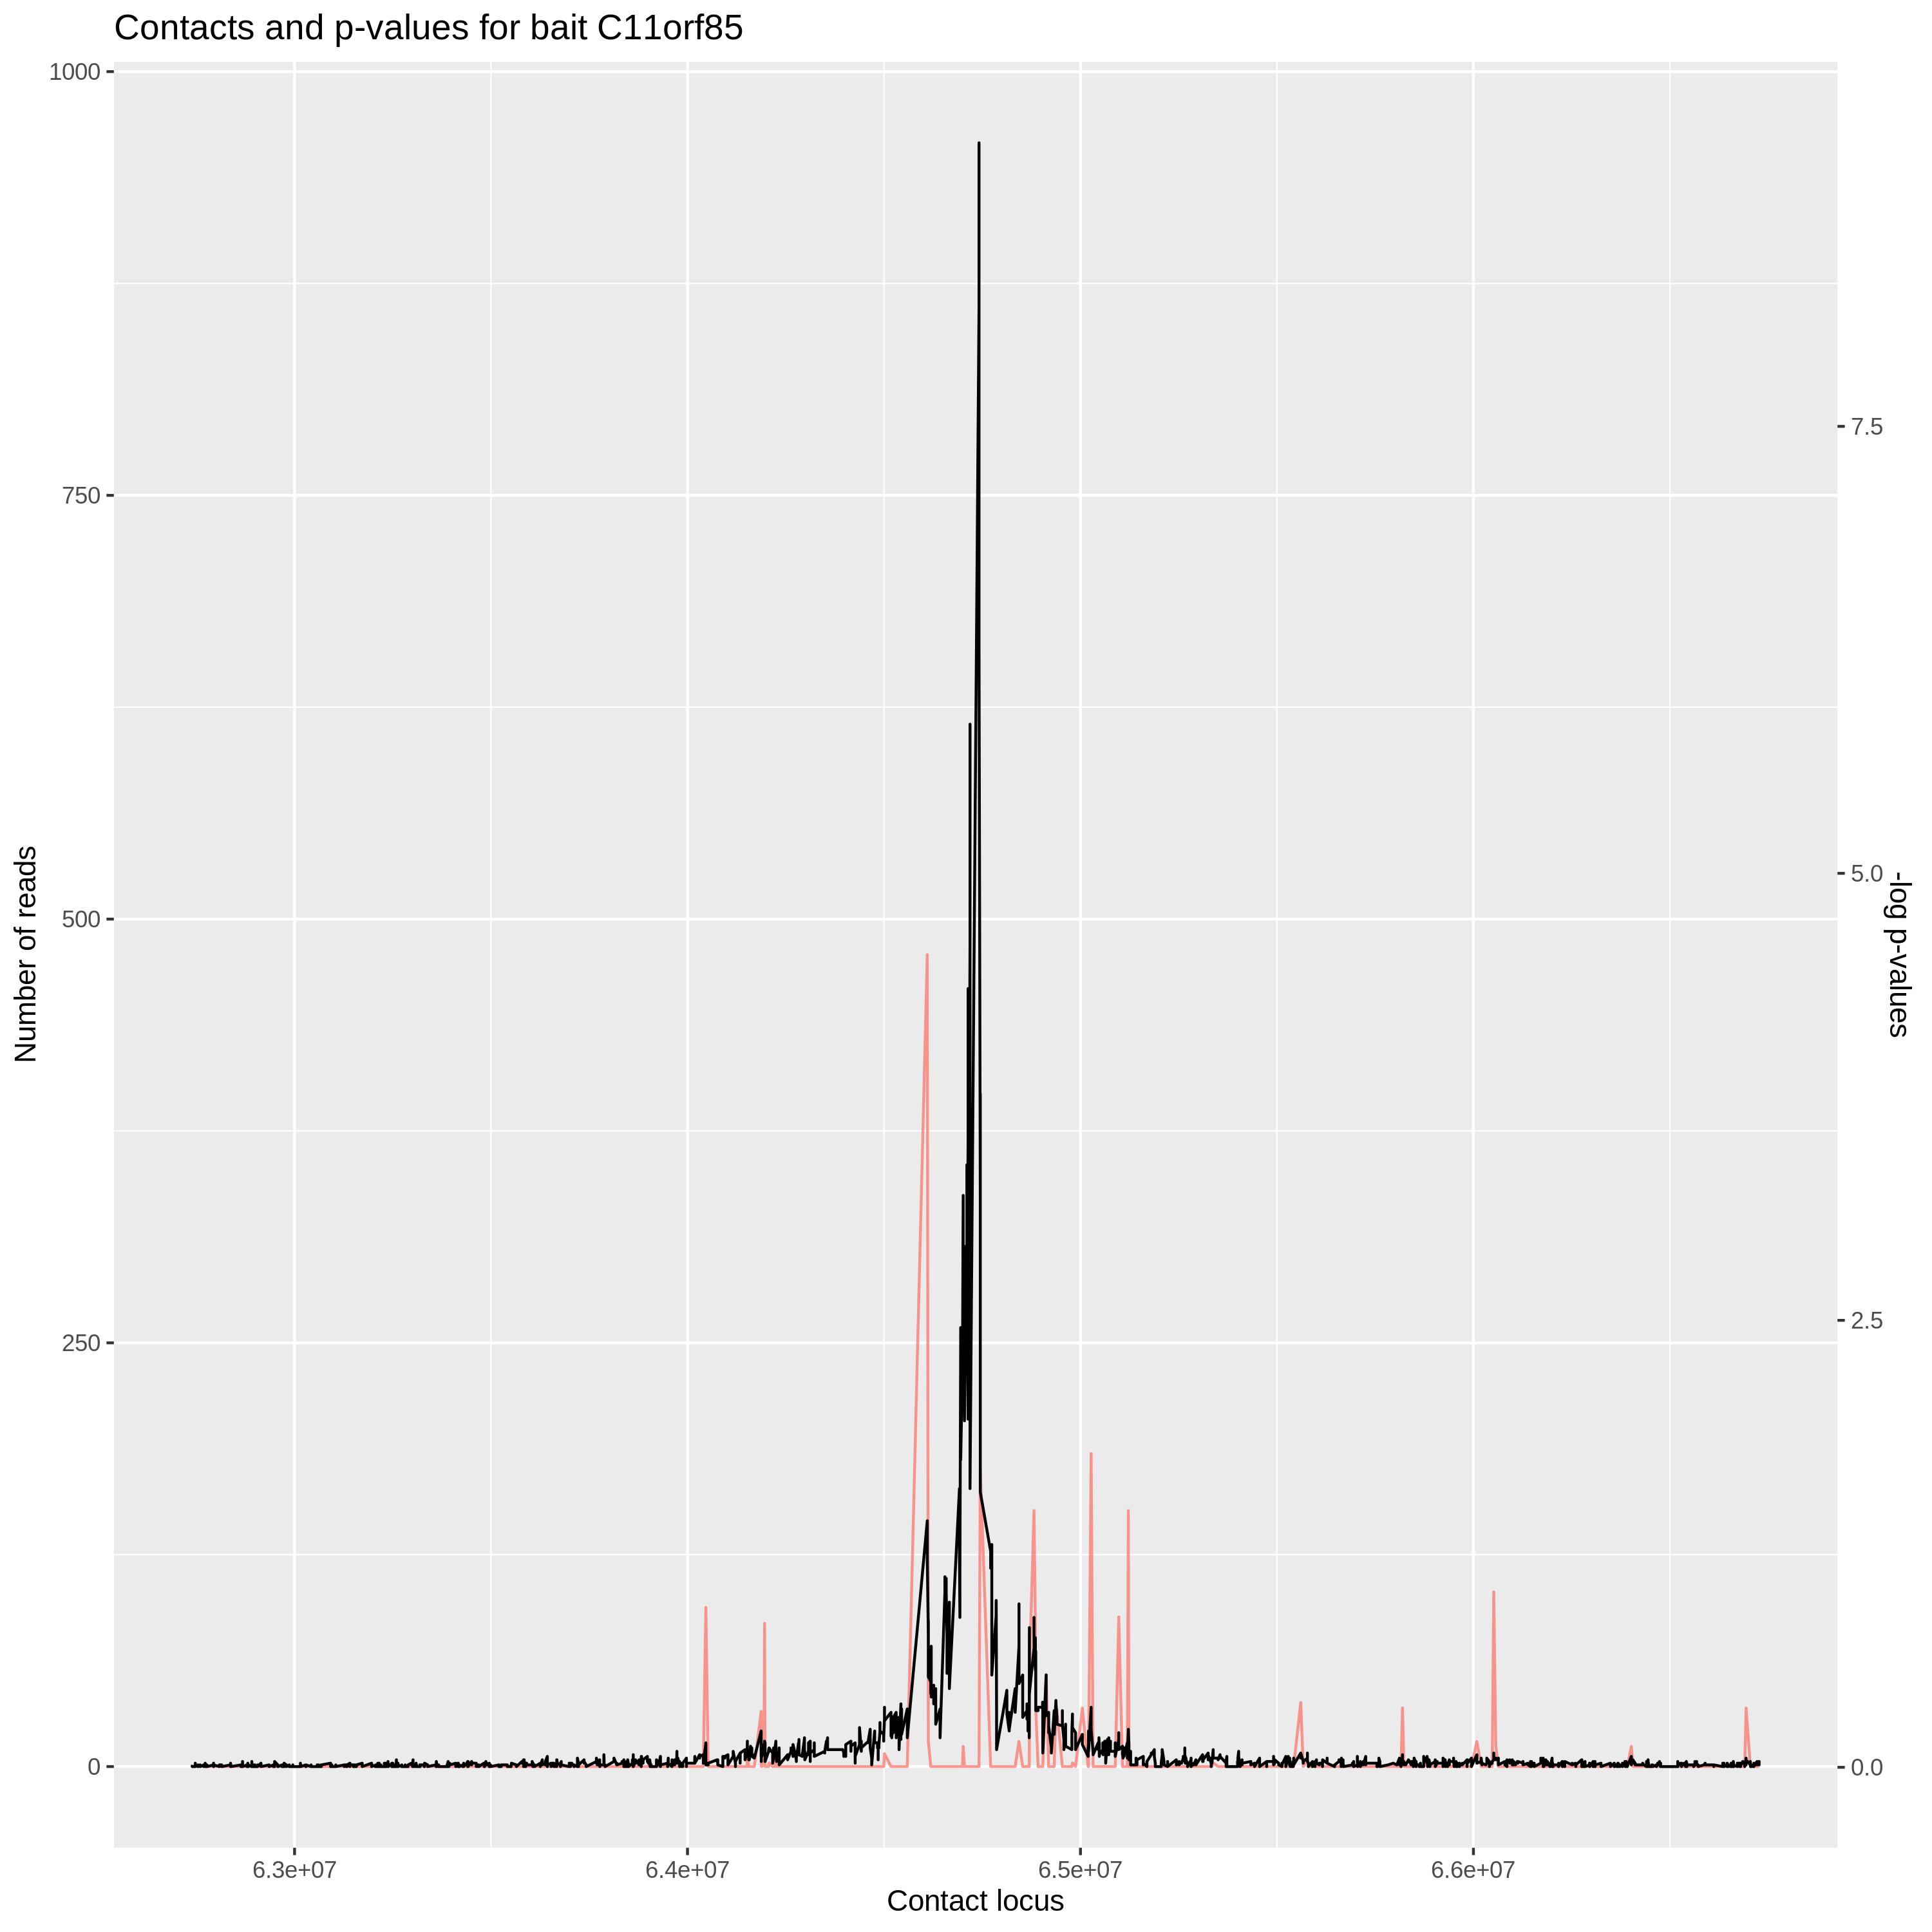 Contacts and p-values for bait C11orf85
1000
750
500
250
0
Number of reads
7.5
5.0
2.5
0.0
-log p-values
6.3e+07 6.4e+07 6.5e+07 6.6e+07
Contact locus